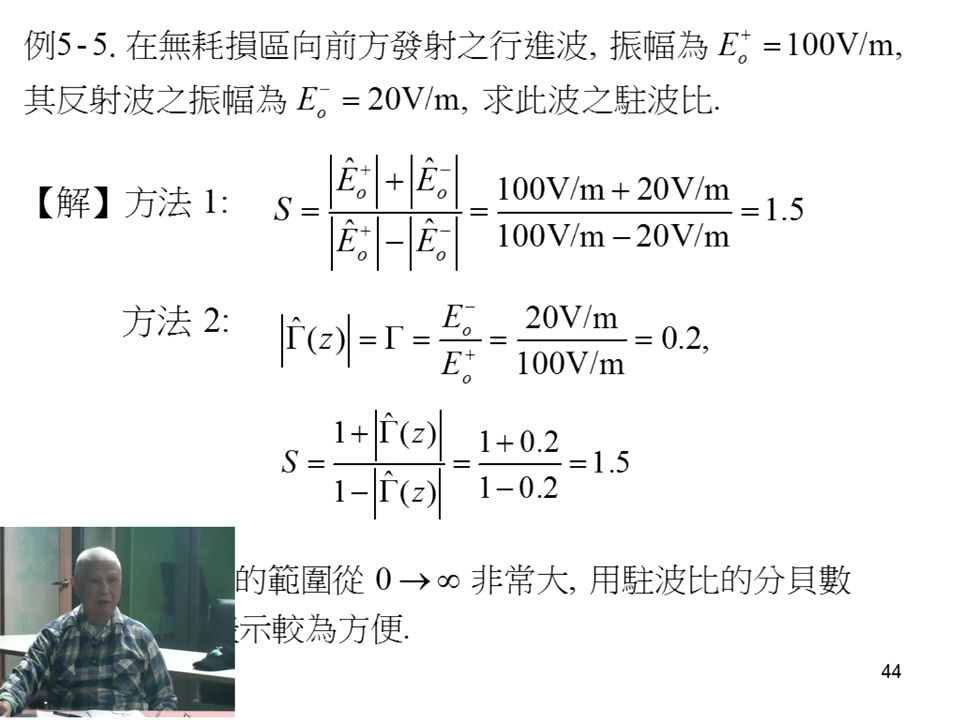 例5-5. 在無耗損區向前方發射之行進波, 振幅為 E_o^+ = 100V/m,
其反射波之振幅為 E_o^- = 20V/m, 求此波之駐波比.
【解】方法 1: S = (|Ê_o^+| + |Ê_o^-|) / (|Ê_o^+| − |Ê_o^-|) = (100V/m + 20V/m) / (100V/m − 20V/m) = 1.5
方法 2: |Γ̂(z)| = Γ = E_o^- / E_o^+ = 20V/m / 100V/m = 0.2,
S = (1+|Γ̂(z)|) / (1−|Γ̂(z)|) = (1+0.2) / (1−0.2) = 1.5
的範圍從 0 → ∞ 非常大, 用駐波比的分貝數
示較為方便.
44